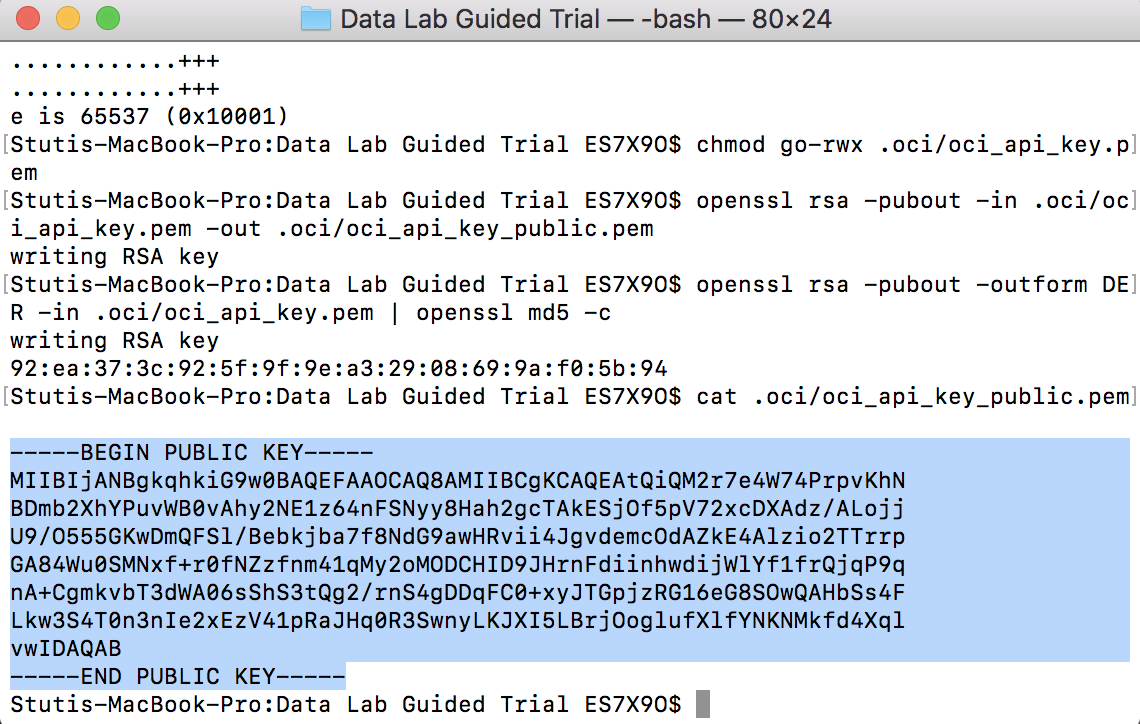 Data Lab Guided Trial — -bash — 80×24
............+++
............+++
e is 65537 (0x10001)
[Stutis-MacBook-Pro:Data Lab Guided Trial ES7X9O$ chmod go-rwx .oci/oci_api_key.p]
em
[Stutis-MacBook-Pro:Data Lab Guided Trial ES7X9O$ openssl rsa -pubout -in .oci/oc]
i_api_key.pem -out .oci/oci_api_key_public.pem
writing RSA key
[Stutis-MacBook-Pro:Data Lab Guided Trial ES7X9O$ openssl rsa -pubout -outform DE]
R -in .oci/oci_api_key.pem | openssl md5 -c
writing RSA key
92:ea:37:3c:92:5f:9f:9e:a3:29:08:69:9a:f0:5b:94
[Stutis-MacBook-Pro:Data Lab Guided Trial ES7X9O$ cat .oci/oci_api_key_public.pem]
-----BEGIN PUBLIC KEY-----
MIIBIjANBgkqhkiG9w0BAQEFAAOCAQ8AMIIBCgKCAQEAtQiQM2r7e4W74PrpvKhN
BDmb2XhYPuvWB0vAhy2NE1z64nFSNyy8Hah2gcTAkESjOf5pV72xcDXAdz/ALojj
U9/O555GKwDmQFSl/Bebkjba7f8NdG9awHRvii4JgvdemcOdAZkE4Alzio2TTrrp
GA84Wu0SMNxf+r0fNZzfnm41qMy2oMODCHID9JHrnFdiinhwdijWlYf1frQjqP9q
nA+CgmkvbT3dWA06sShS3tQg2/rnS4gDDqFC0+xyJTGpjzRG16eG8SOwQAHbSs4F
Lkw3S4T0n3nIe2xEzV41pRaJHq0R3SwnyLKJXI5LBrjOoglufXlfYNKNMkfd4Xql
vwIDAQAB
-----END PUBLIC KEY-----
Stutis-MacBook-Pro:Data Lab Guided Trial ES7X9O$